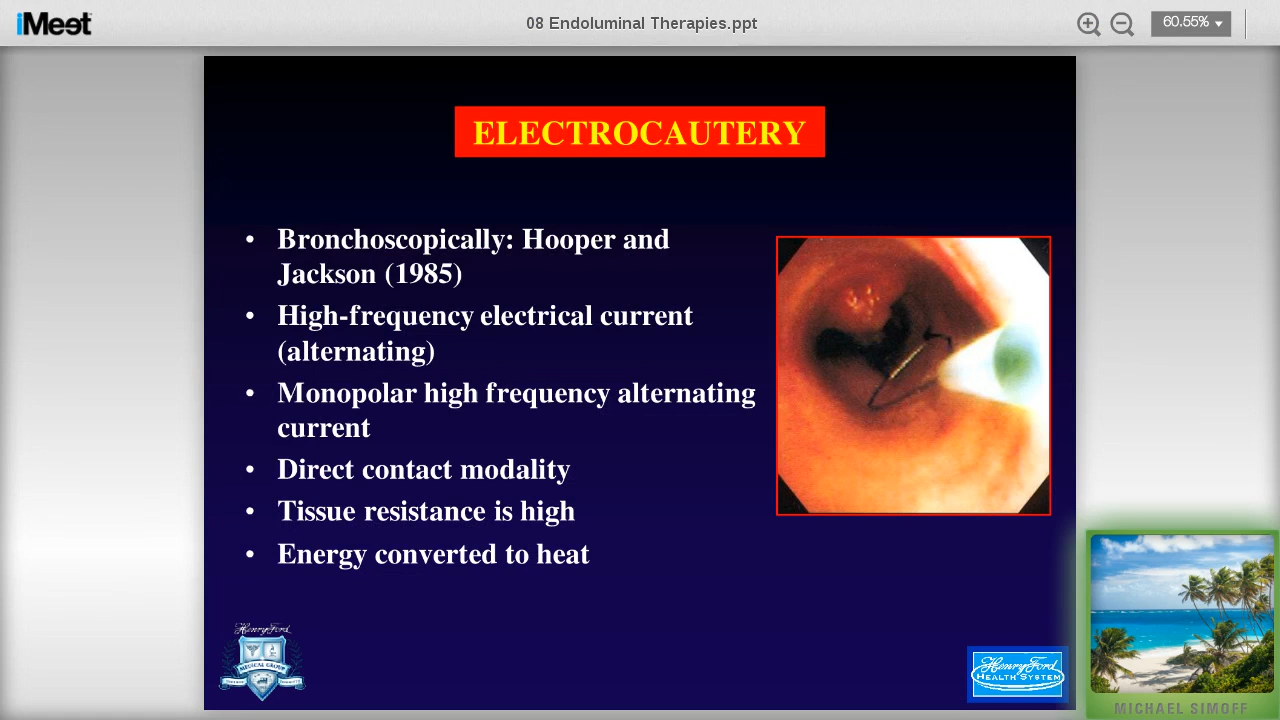 iMeet
08 Endoluminal Therapies.ppt
60.55%
ELECTROCAUTERY
• Bronchoscopically: Hooper and
Jackson (1985)
• High-frequency electrical current
(alternating)
• Monopolar high frequency alternating
current
• Direct contact modality
• Tissue resistance is high
• Energy converted to heat
Henry Ford
MEDICAL GROUP
Henry Ford
HEALTH SYSTEM
MICHAEL SIMOFF